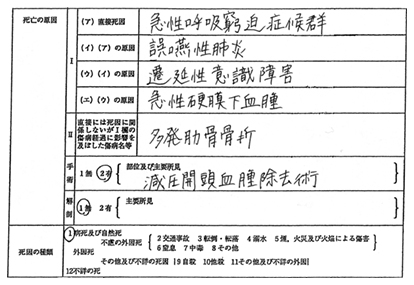 死亡の原因
I
(ア) 直接死因
急性呼吸窮迫症候群
(イ)(ア)の原因
誤嚥性肺炎
(ウ)(イ)の原因
遷延性意識障害
(エ)(ウ)の原因
急性硬膜下血腫
II
直接には死因に関
係しないがI欄の
傷病経過に影響を
及ぼした傷病名等
多発肋骨骨折
手術
1無 2有
部位及び主要所見
減圧開頭血腫除去術
解剖
1無 2有
主要所見
死因の種類
1病死及び自然死
外因死
不慮の外因死
2交通事故 3転倒・転落 4溺水 5煙、火災及び火焔による傷害
6窒息 7中毒 8その他
その他及び不詳の外因死
9自殺 10他殺 11その他及び不詳の外因
12不詳の死